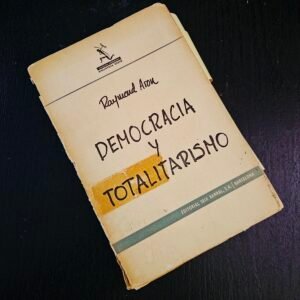 Raymond Aron
DEMOCRACIA
Y
TOTALITARISMO
EDITORIAL SEIX BARRAL, S.A. / BARCELONA